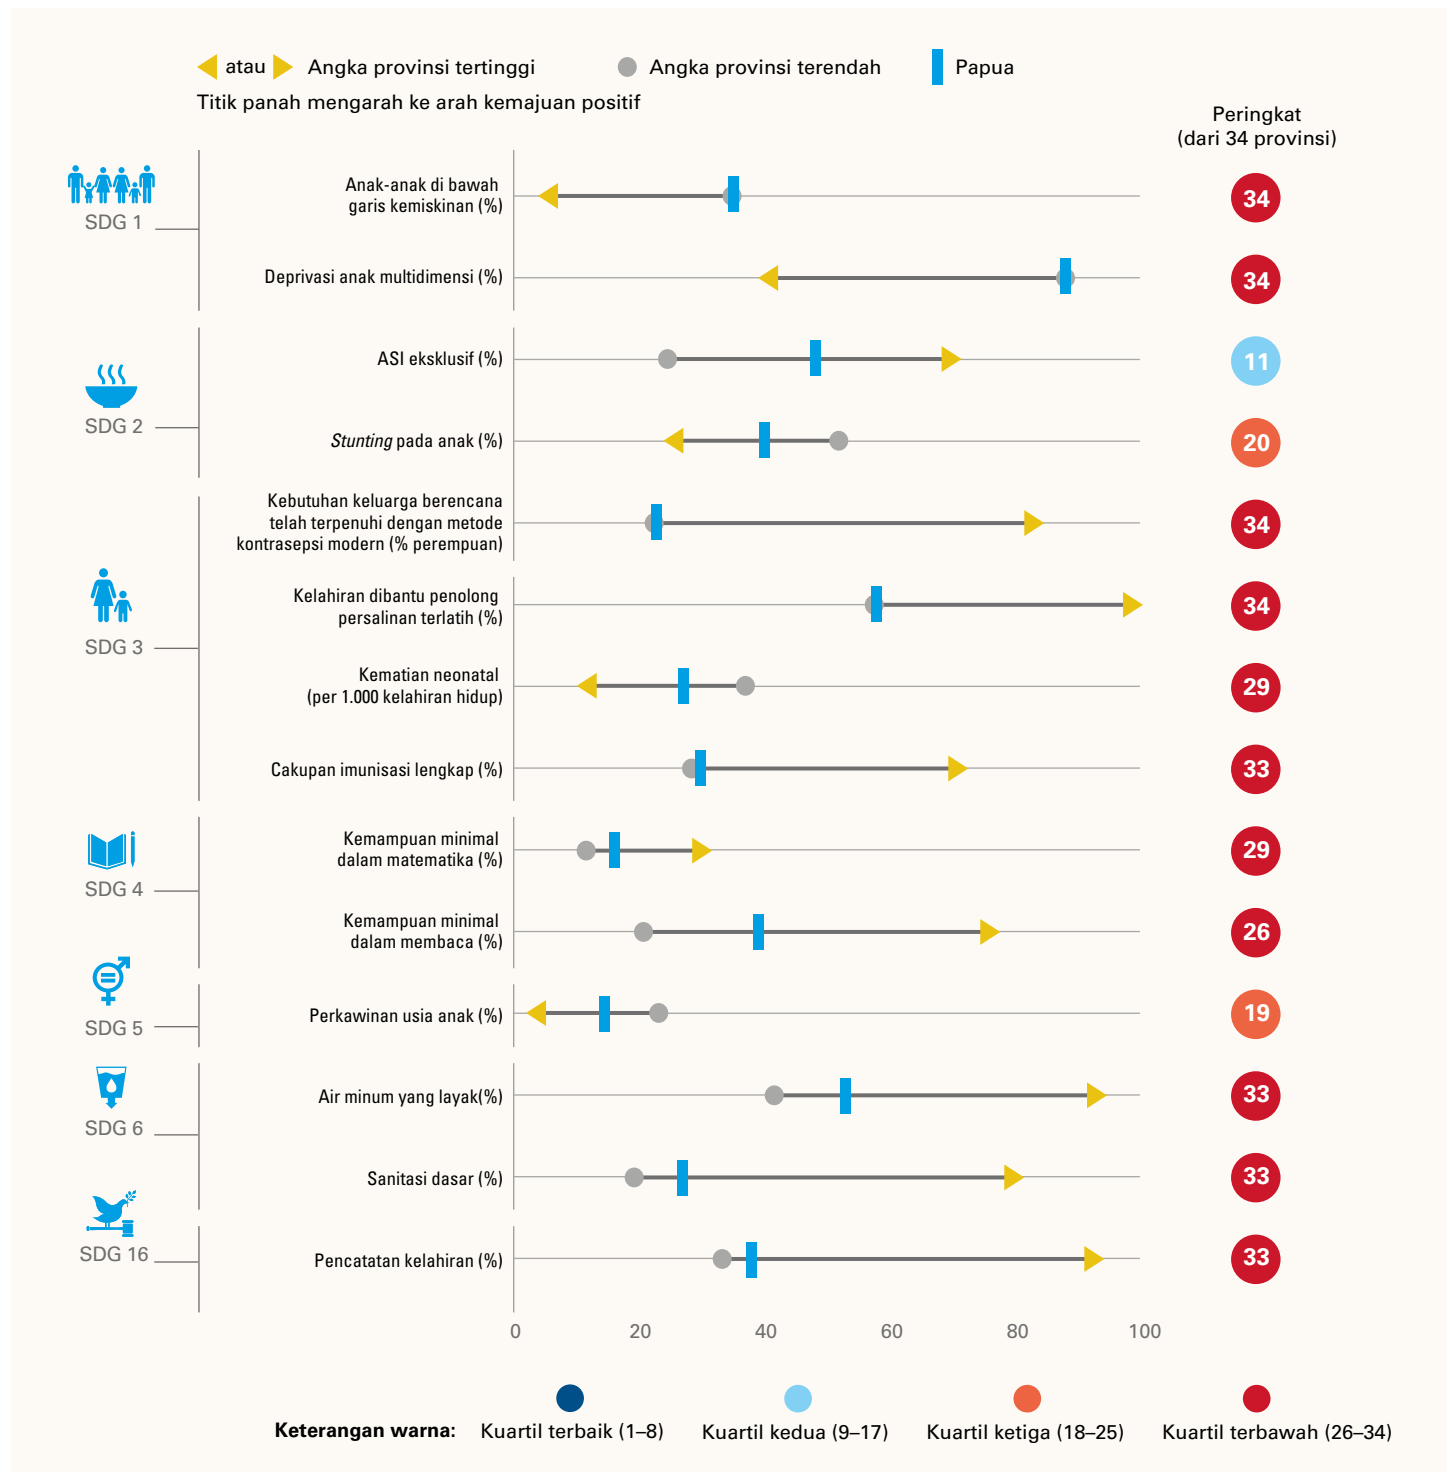 atau Angka provinsi tertinggi Angka provinsi terendah Papua
Titik panah mengarah ke arah kemajuan positif
Peringkat
(dari 34 provinsi)
SDG 1
Anak-anak di bawah
garis kemiskinan (%)
34
Deprivasi anak multidimensi (%)
34
SDG 2
ASI eksklusif (%)
11
Stunting pada anak (%)
20
SDG 3
Kebutuhan keluarga berencana
telah terpenuhi dengan metode
kontrasepsi modern (% perempuan)
34
Kelahiran dibantu penolong
persalinan terlatih (%)
34
Kematian neonatal
(per 1.000 kelahiran hidup)
29
Cakupan imunisasi lengkap (%)
33
SDG 4
Kemampuan minimal
dalam matematika (%)
29
Kemampuan minimal
dalam membaca (%)
26
SDG 5
Perkawinan usia anak (%)
19
SDG 6
Air minum yang layak(%)
33
Sanitasi dasar (%)
33
SDG 16
Pencatatan kelahiran (%)
33
0 20 40 60 80 100
Keterangan warna: Kuartil terbaik (1–8) Kuartil kedua (9–17) Kuartil ketiga (18–25) Kuartil terbawah (26–34)